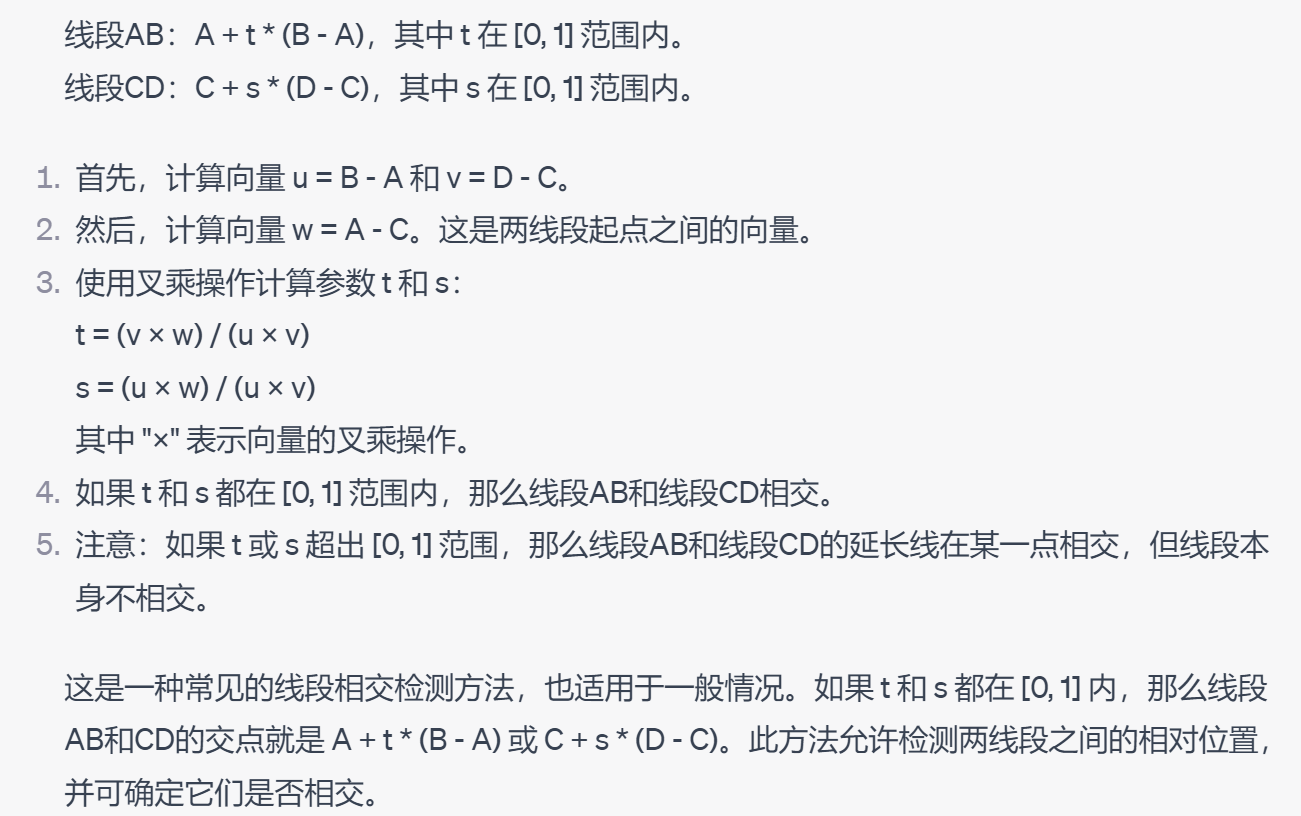 线段AB：A + t * (B - A)，其中 t 在 [0, 1] 范围内。
线段CD：C + s * (D - C)，其中 s 在 [0, 1] 范围内。
1. 首先，计算向量 u = B - A 和 v = D - C。
2. 然后，计算向量 w = A - C。这是两线段起点之间的向量。
3. 使用叉乘操作计算参数 t 和 s：
t = (v × w) / (u × v)
s = (u × w) / (u × v)
其中 "×" 表示向量的叉乘操作。
4. 如果 t 和 s 都在 [0, 1] 范围内，那么线段AB和线段CD相交。
5. 注意：如果 t 或 s 超出 [0, 1] 范围，那么线段AB和线段CD的延长线在某一点相交，但线段本
身不相交。
这是一种常见的线段相交检测方法，也适用于一般情况。如果 t 和 s 都在 [0, 1] 内，那么线段
AB和CD的交点就是 A + t * (B - A) 或 C + s * (D - C)。此方法允许检测两线段之间的相对位置，
并可确定它们是否相交。